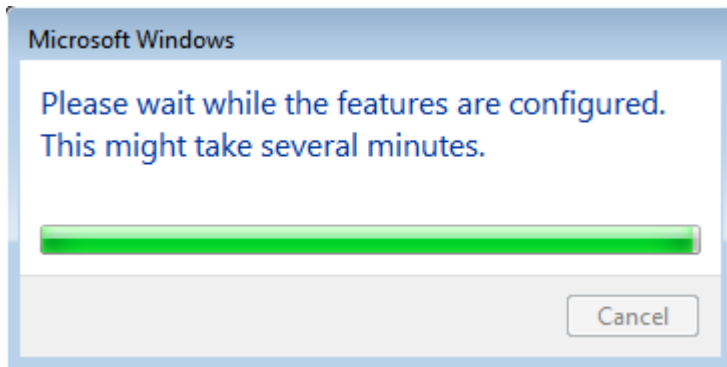 Microsoft Windows
Please wait while the features are configured.
This might take several minutes.
Cancel